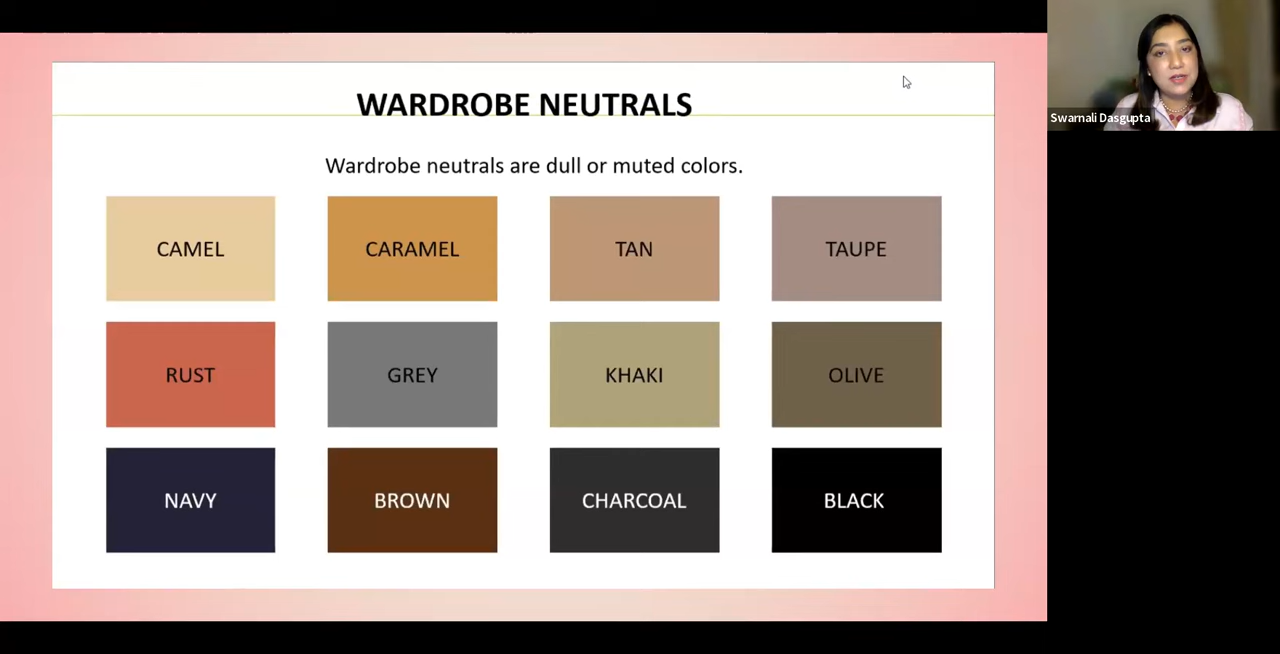 WARDROBE NEUTRALS
Swarnali Dasgupta
Wardrobe neutrals are dull or muted colors.
CAMEL
CARAMEL
TAN
TAUPE
RUST
GREY
KHAKI
OLIVE
NAVY
BROWN
CHARCOAL
BLACK